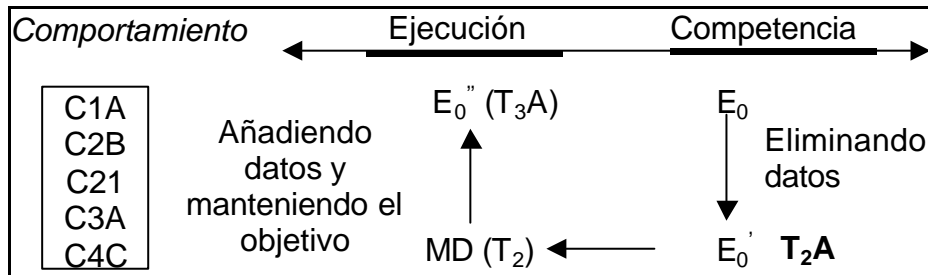 Comportamiento Ejecución Competencia
C1A
C2B
C21
C3A
C4C
Añadiendo
datos y
manteniendo el
objetivo
E₀” (T₃A)
MD (T₂)
E₀
Eliminando
datos
E₀’ T₂A